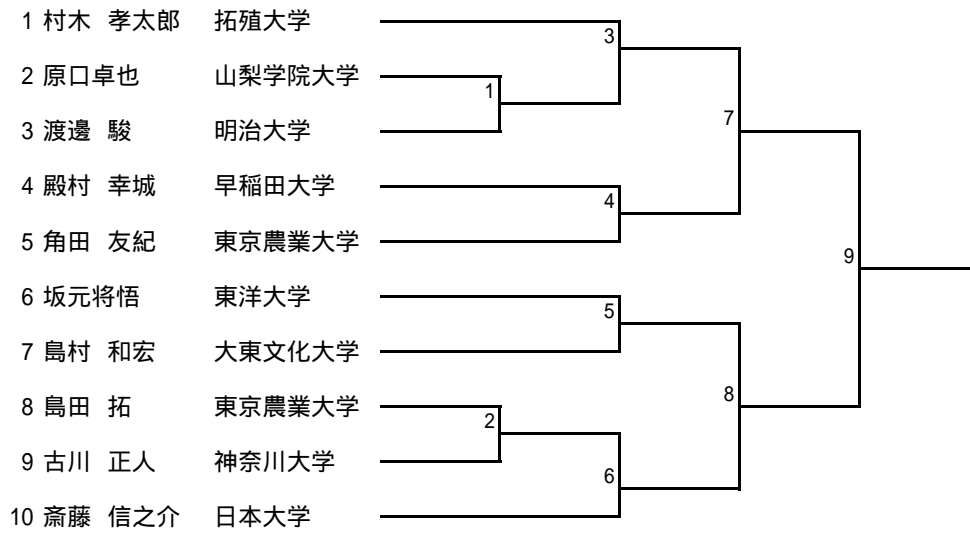 1 村木 孝太郎 拓殖大学
3
2 原口卓也 山梨学院大学
1
3 渡邊 駿 明治大学
7
4 殿村 幸城 早稲田大学
4
5 角田 友紀 東京農業大学
9
6 坂元将悟 東洋大学
5
7 島村 和宏 大東文化大学
8
8 島田 拓 東京農業大学
2
9 古川 正人 神奈川大学
6
10 斎藤 信之介 日本大学